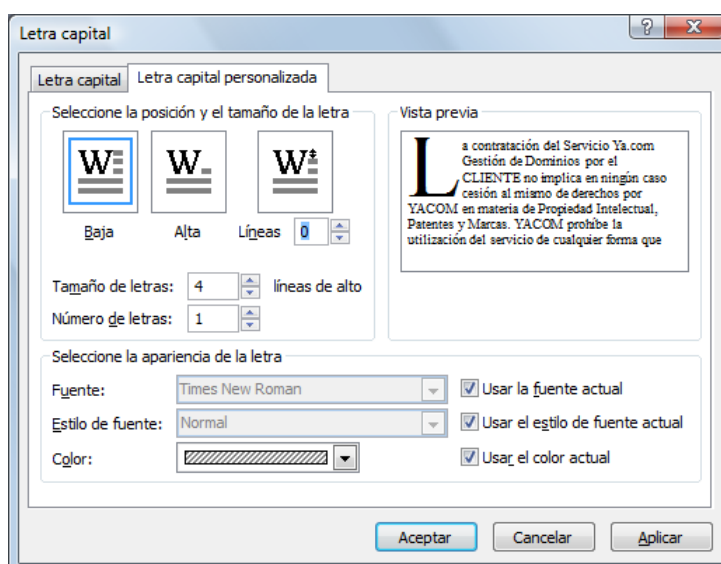 Letra capital
Letra capital Letra capital personalizada
Seleccione la posición y el tamaño de la letra
W W W
Baja Alta Líneas 0
Tamaño de letras: 4 líneas de alto
Número de letras: 1
Vista previa
La contratación del Servicio Ya.com
Gestión de Dominios por el
CLIENTE no implica en ningún caso
cesión al mismo de derechos por
YACOM en materia de Propiedad Intelectual,
Patentes y Marcas. YACOM prohíbe la
utilización del servicio de cualquier forma que
Seleccione la apariencia de la letra
Fuente: Times New Roman Usar la fuente actual
Estilo de fuente: Normal Usar el estilo de fuente actual
Color: Usar el color actual
Aceptar Cancelar Aplicar